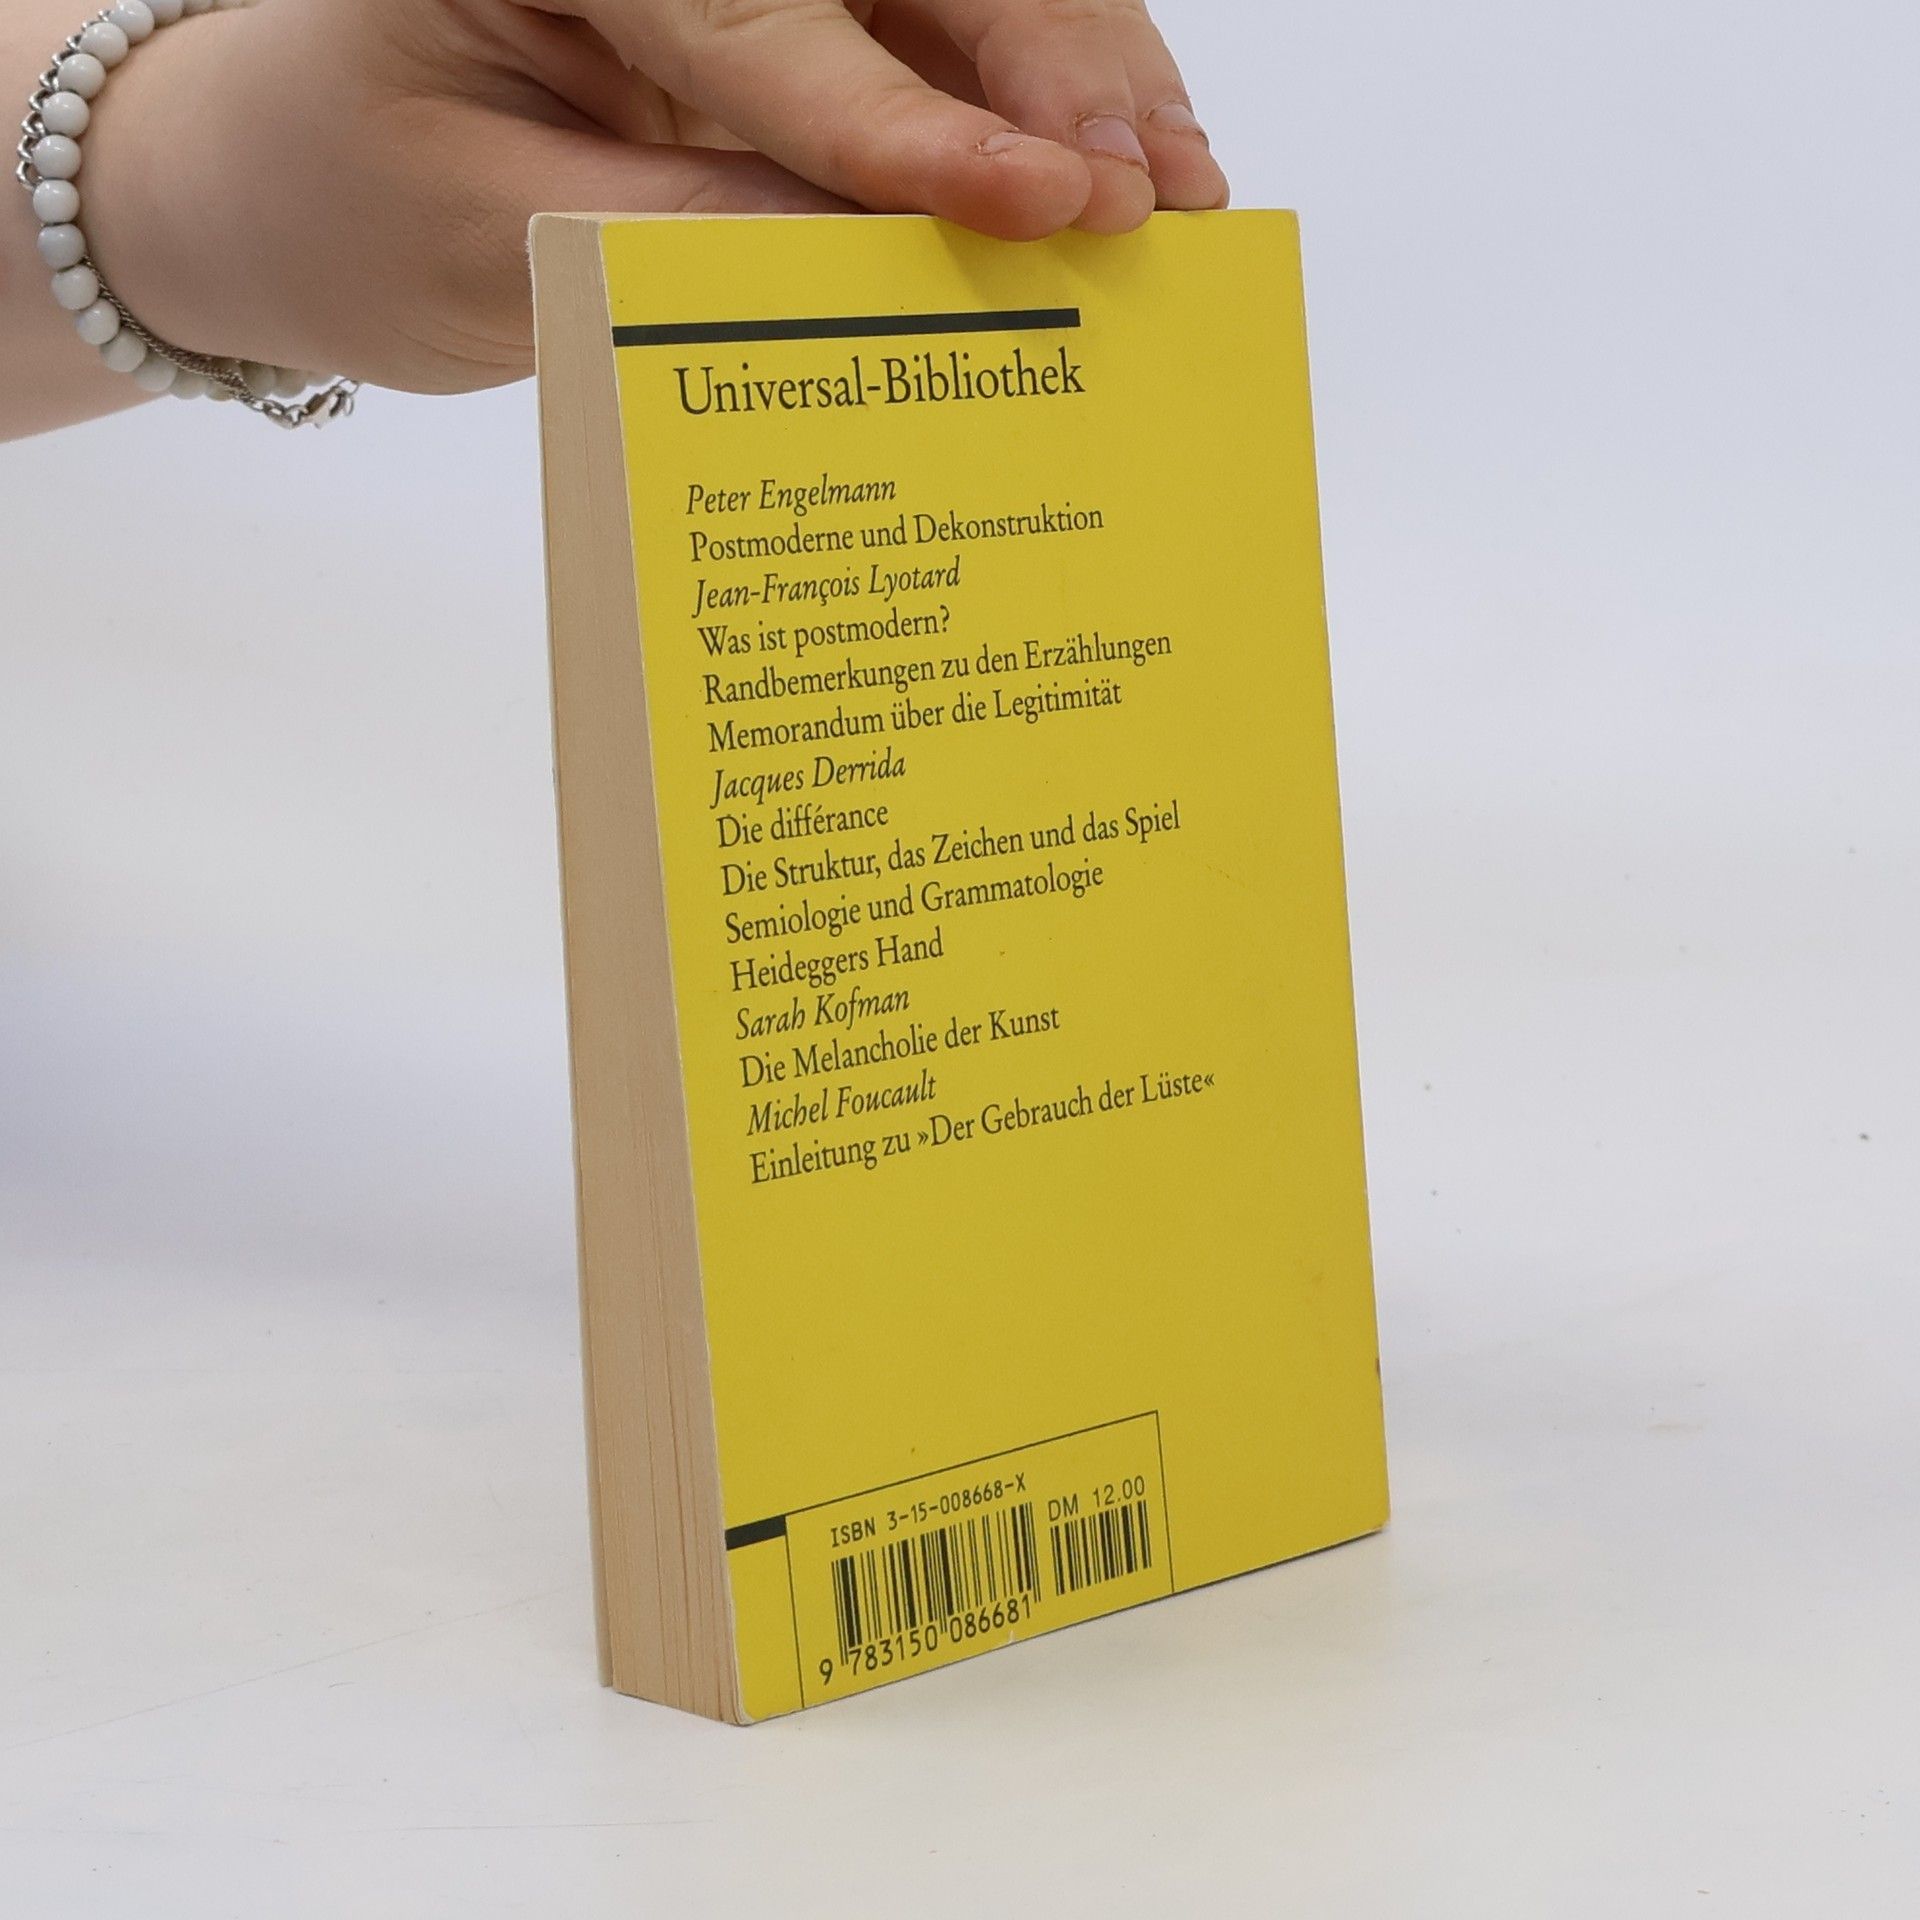 Universal-Bibliothek
Peter Engelmann
Postmoderne und Dekonstruktion
Jean-François Lyotard
Was ist postmodern?
Randbemerkungen zu den Erzählungen
Memorandum über die Legitimität
Jacques Derrida
Die différance
Die Struktur, das Zeichen und das Spiel
Semiologie und Grammatologie
Heideggers Hand
Sarah Kofman
Die Melancholie der Kunst
Michel Foucault
Einleitung zu »Der Gebrauch der Lüste«
ISBN 3-15-008668-X DM 12.00
9 783150 086681